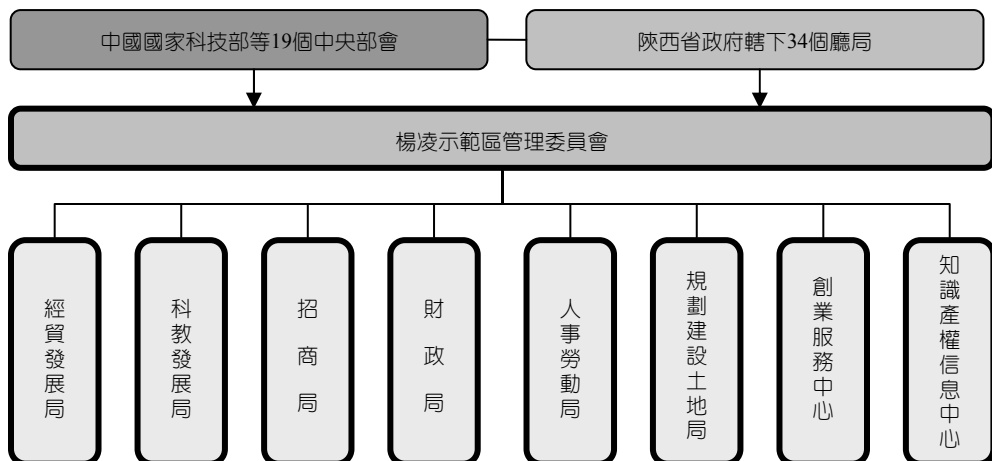 中國國家科技部等19個中央部會
陝西省政府轄下34個廳局
楊凌示範區管理委員會
經貿發展局
科教發展局
招商局
財政局
人事勞動局
規劃建設土地局
創業服務中心
知識產權信息中心